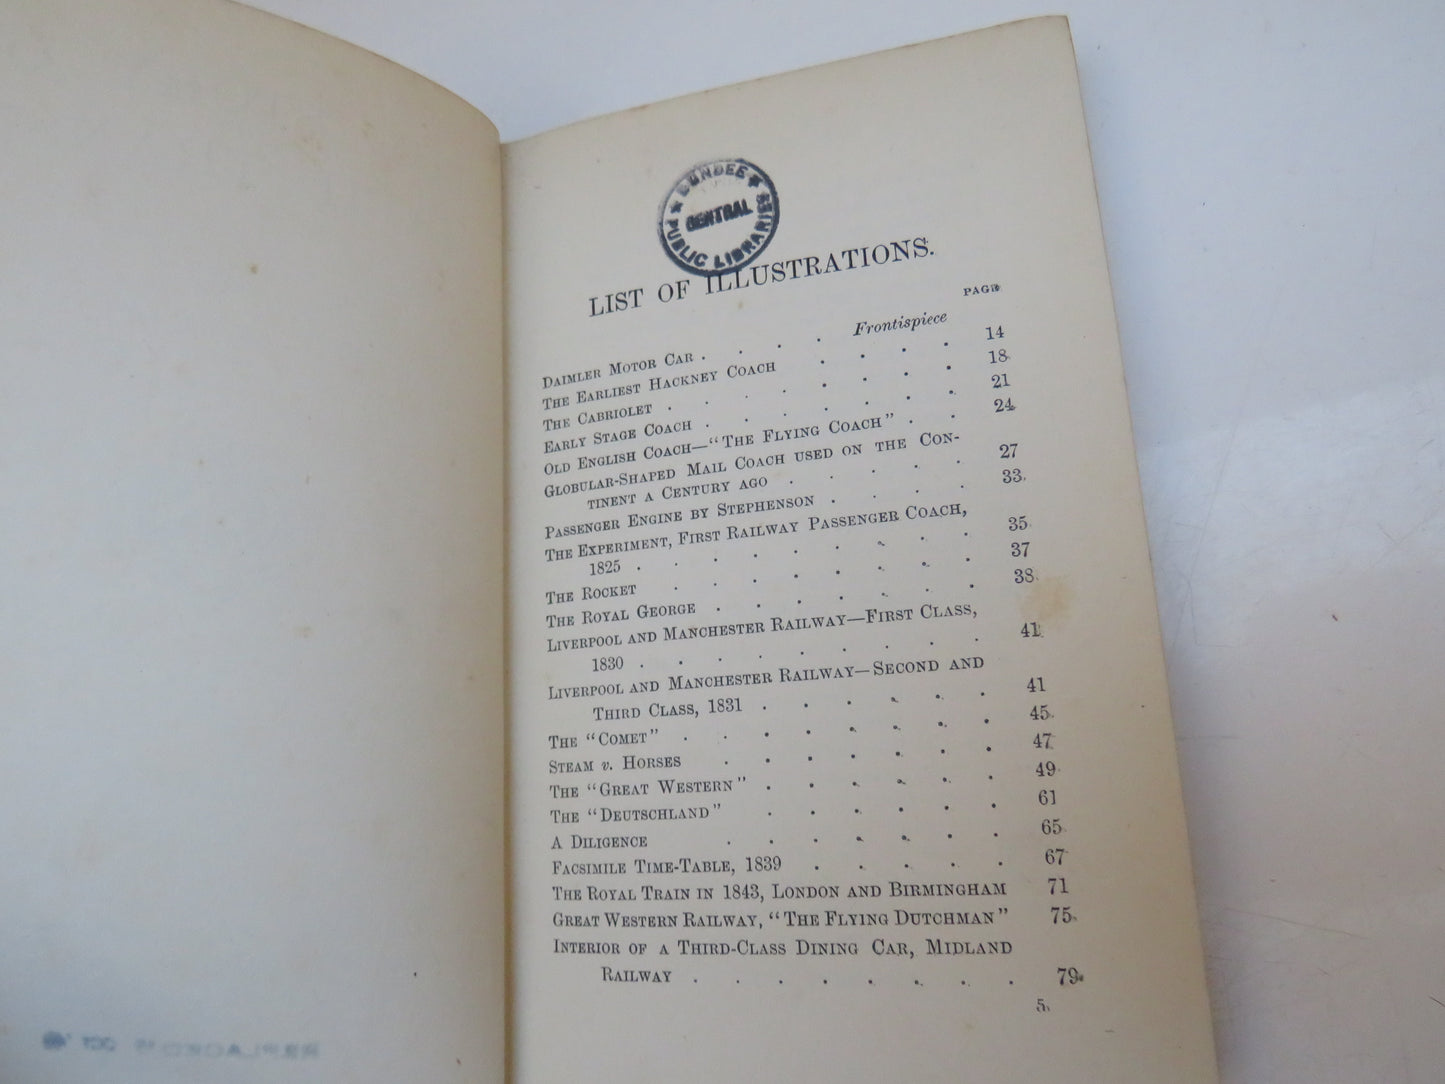 DUNDEE
CENTRAL
PUBLIC LIBRARIES
LIST OF ILLUSTRATIONS.
PAGE
DAIMLER MOTOR CAR . . . . Frontispiece
THE EARLIEST HACKNEY COACH . . . . 14
THE CABRIOLET . . . . . . . 18
EARLY STAGE COACH . . . . . . . 21
OLD ENGLISH COACH—"THE FLYING COACH" . . 24
GLOBULAR-SHAPED MAIL COACH USED ON THE CON-
TINENT A CENTURY AGO . . . . . 27
PASSENGER ENGINE BY STEPHENSON . . . . 33
THE EXPERIMENT, FIRST RAILWAY PASSENGER COACH,
1825 . . . . . . . . . 35
THE ROCKET . . . . . . . . 37
THE ROYAL GEORGE . . . . . . . 38
LIVERPOOL AND MANCHESTER RAILWAY—FIRST CLASS,
1830 . . . . . . . . . 41
LIVERPOOL AND MANCHESTER RAILWAY—SECOND AND
THIRD CLASS, 1831 . . . . . . 41
THE "COMET" . . . . . . . . 45
STEAM v. HORSES . . . . . . . 47
THE "GREAT WESTERN" . . . . . . 49
THE "DEUTSCHLAND" . . . . . . 61
A DILIGENCE . . . . . . . 65
FACSIMILE TIME-TABLE, 1839 . . . . . 67
THE ROYAL TRAIN IN 1843, LONDON AND BIRMINGHAM 71
GREAT WESTERN RAILWAY, "THE FLYING DUTCHMAN" 75
INTERIOR OF A THIRD-CLASS DINING CAR, MIDLAND
RAILWAY . . . . . . . . 79
5